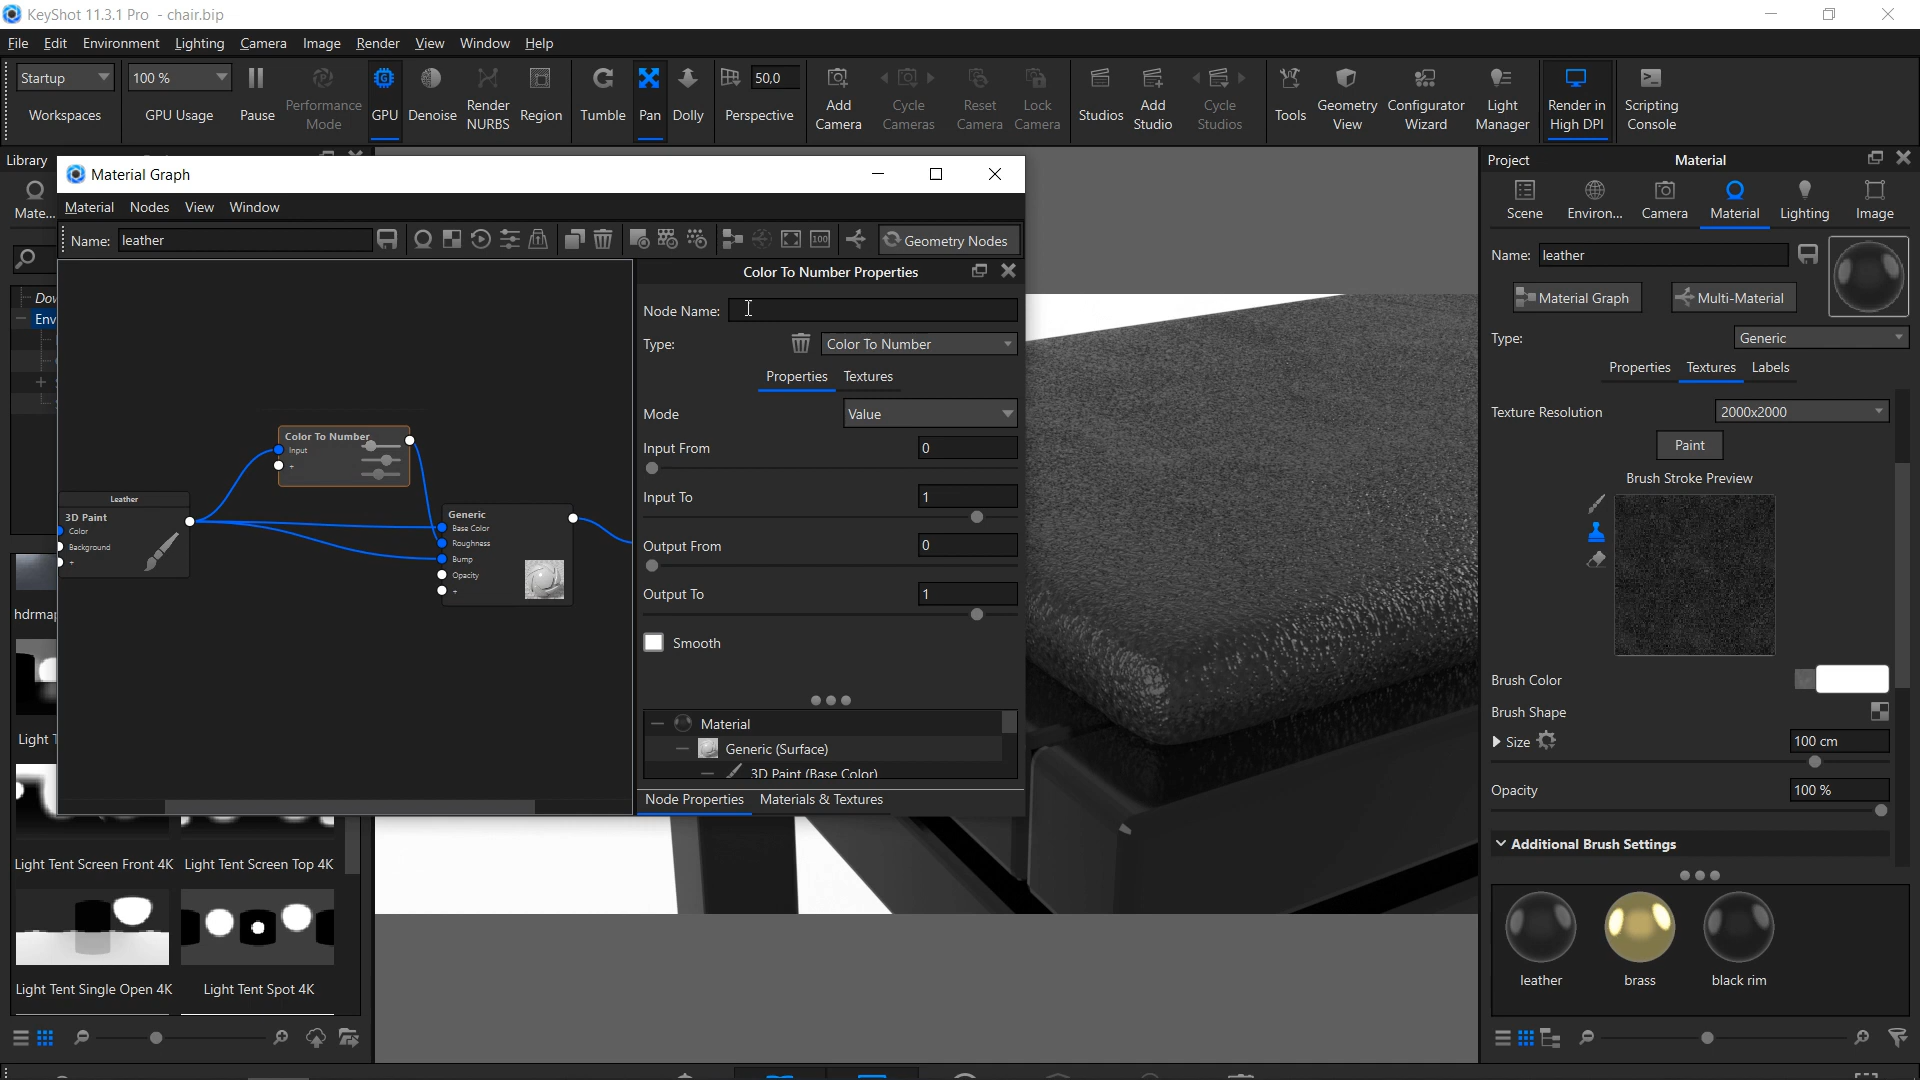 KeyShot 11.3.1 Pro - chair.bip
File Edit Environment Lighting Camera Image Render View Window Help
Startup
100 %
50,0
Workspaces
GPU Usage
Pause
Performance Mode
GPU
Denoise
Render NURBS
Region
Tumble
Pan
Dolly
Perspective
Add Camera
Cycle Cameras
Reset Camera
Lock Camera
Studios
Add Studio
Cycle Studios
Tools
Geometry View
Configurator Wizard
Light Manager
Render in High DPI
Scripting Console
Library
Mate...
Env
Light Tent Screen Front 4K
Light Tent Screen Top 4K
Light Tent Single Open 4K
Light Tent Spot 4K
Material Graph
Material Nodes View Window
Name: leather
100
Geometry Nodes
Color To Number
Input
+
Leather
3D Paint
Color
Background
+
Generic
Base Color
Roughness
Bump
Opacity
+
Color To Number Properties
Node Name:
Type: Color To Number
Properties Textures
Mode Value
Input From 0
Input To 1
Output From 0
Output To 1
Smooth
Material
Generic (Surface)
3D Paint (Base Color)
Node Properties Materials & Textures
Project Material
Scene Environ... Camera Material Lighting Image
Name: leather
Material Graph Multi-Material
Type: Generic
Properties Textures Labels
Texture Resolution 2000x2000
Paint
Brush Stroke Preview
Brush Color
Brush Shape
Size 100 cm
Opacity 100 %
Additional Brush Settings
leather brass black rim